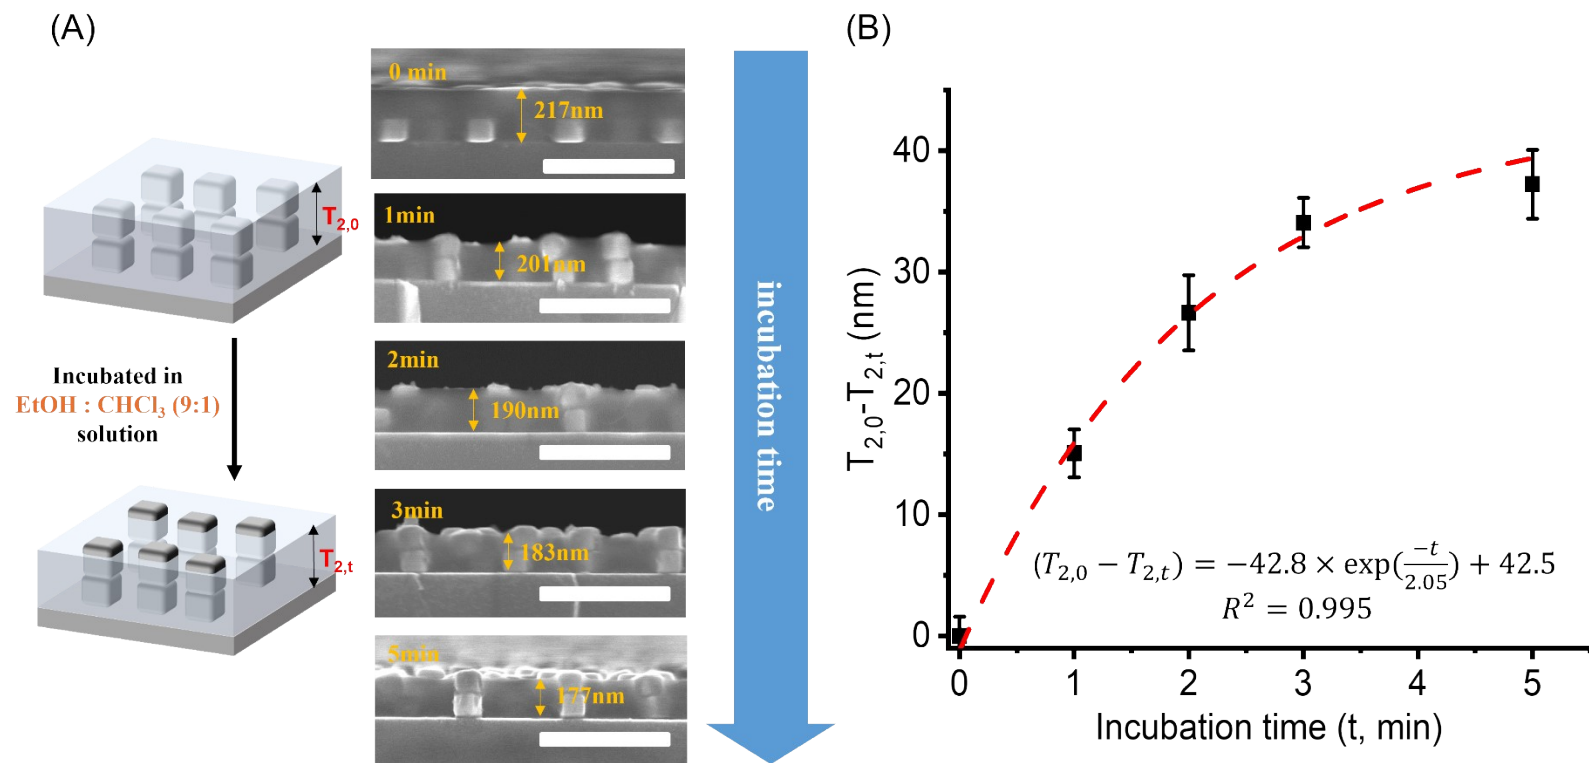 (A)
0 min
217nm
T2,0
1min
201nm
Incubated in
EtOH : CHCl3 (9:1)
solution
2min
190nm
3min
183nm
T2,t
5min
177nm
incubation time
(B)
T2,0-T2,t (nm)
40
30
20
10
0
(T2,0 − T2,t) = −42.8 × exp(−t/2.05) + 42.5
R² = 0.995
0 1 2 3 4 5
Incubation time (t, min)